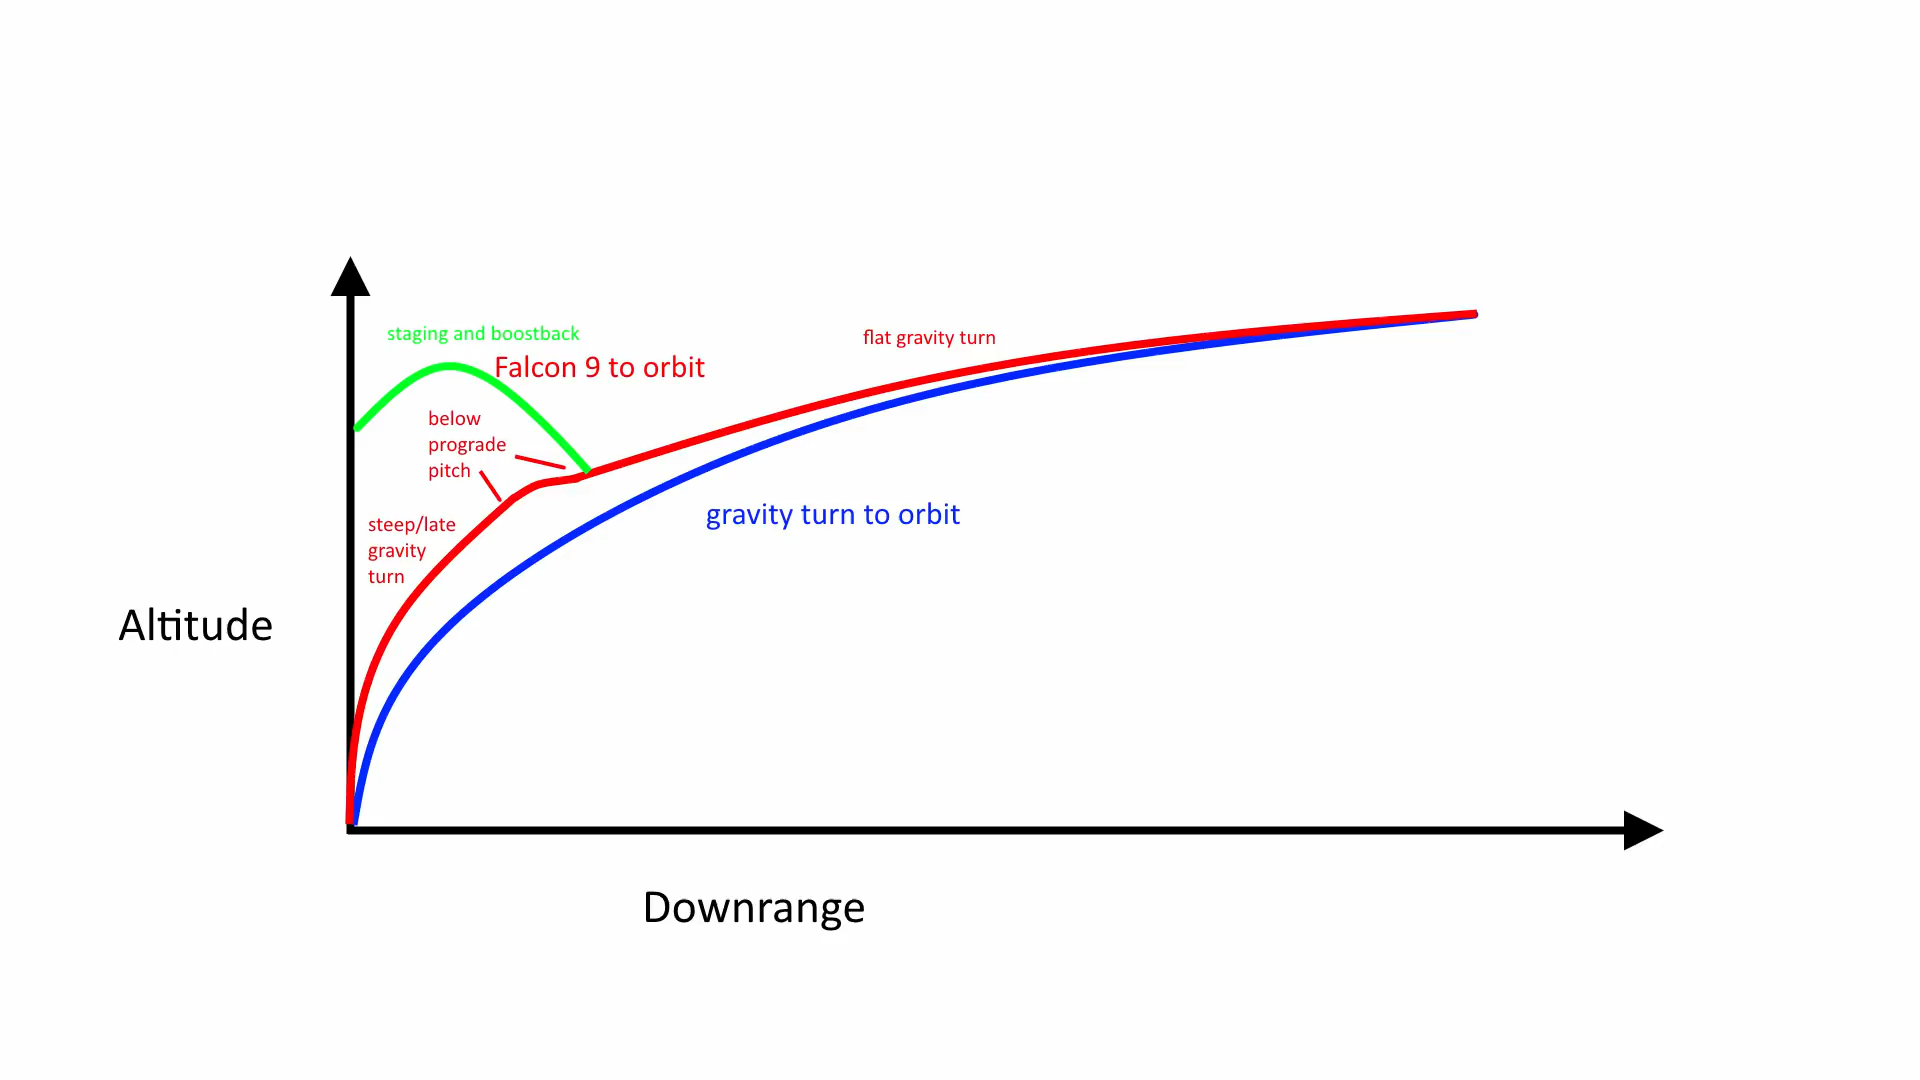 staging and boostback
flat gravity turn
Falcon 9 to orbit
below
prograde
pitch
steep/late
gravity
turn
gravity turn to orbit
Altitude
Downrange